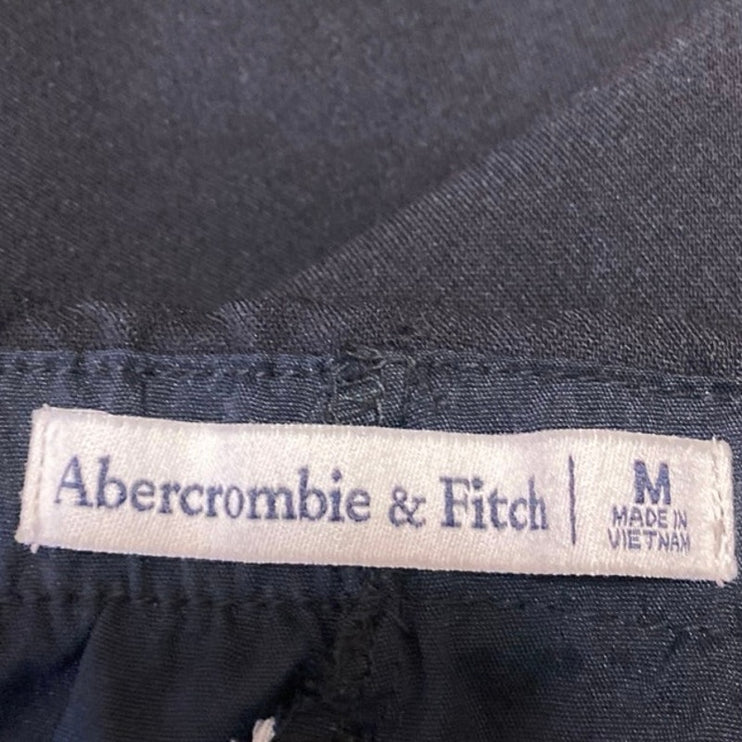 Abercrombie & Fitch | M
MADE IN
VIETNAM